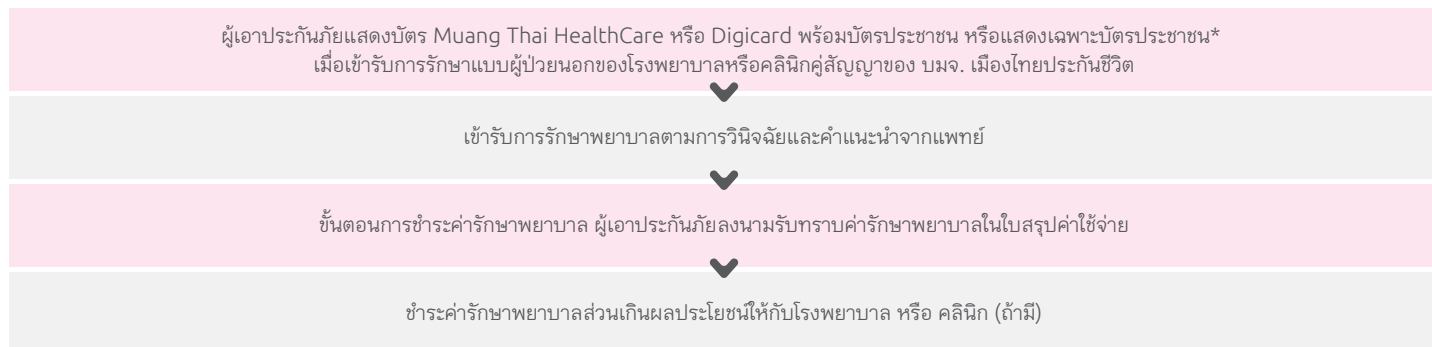 ผู้เอาประกันภัยแสดงบัตร Muang Thai HealthCare หรือ Digicard พร้อมบัตรประชาชน หรือแสดงเฉพาะบัตรประชาชน*
เมื่อเข้ารับการรักษาแบบผู้ป่วยนอกของโรงพยาบาลหรือคลินิกคู่สัญญาของ บมจ. เมืองไทยประกันชีวิต
เข้ารับการรักษาพยาบาลตามการวินิจฉัยและคำแนะนำจากแพทย์
ขั้นตอนการชำระค่ารักษาพยาบาล ผู้เอาประกันภัยลงนามรับทราบค่ารักษาพยาบาลในใบสรุปค่าใช้จ่าย
ชำระค่ารักษาพยาบาลส่วนเกินผลประโยชน์ให้กับโรงพยาบาล หรือ คลินิก (ถ้ามี)